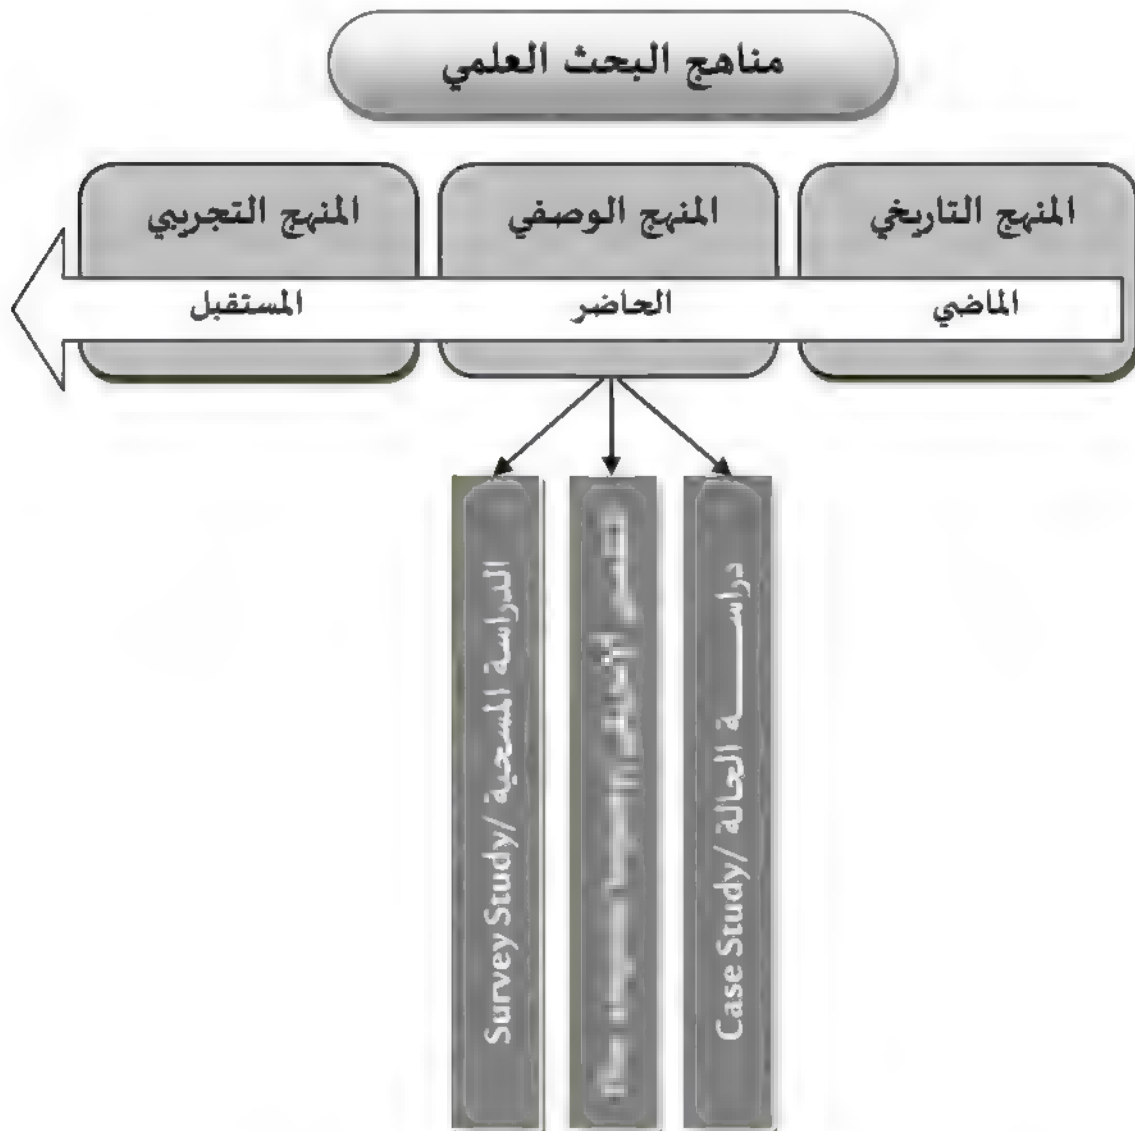 مناهج البحث العلمي
المنهج التاريخي
المنهج الوصفي
المنهج التجريبي
الماضي
الحاضر
المستقبل
دراســـــة الحالة /Case Study
الدراسة المسحية /Survey Study